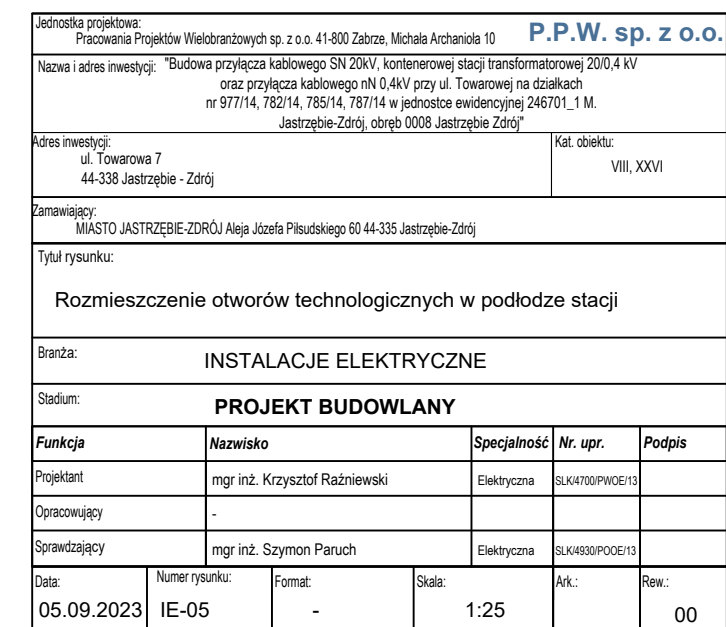 Jednostka projektowa:
Pracowania Projektów Wielobranżowych sp. z o.o. 41-800 Zabrze, Michała Archanioła 10
P.P.W. sp. z o.o.
Nazwa i adres inwestycji: "Budowa przyłącza kablowego SN 20kV, kontenerowej stacji transformatorowej 20/0,4 kV
oraz przyłącza kablowego nN 0,4kV przy ul. Towarowej na działkach
nr 977/14, 782/14, 785/14, 787/14 w jednostce ewidencyjnej 246701_1 M.
Jastrzębie-Zdrój, obręb 0008 Jastrzębie Zdrój"
Adres inwestycji:
ul. Towarowa 7
44-338 Jastrzębie - Zdrój
Kat. obiektu:
VIII, XXVI
Zamawiający:
MIASTO JASTRZĘBIE-ZDRÓJ Aleja Józefa Piłsudskiego 60 44-335 Jastrzębie-Zdrój
Tytuł rysunku:
Rozmieszczenie otworów technologicznych w podłodze stacji
Branża: INSTALACJE ELEKTRYCZNE
Stadium: PROJEKT BUDOWLANY
Funkcja Nazwisko Specjalność Nr. upr. Podpis
Projektant mgr inż. Krzysztof Raźniewski Elektryczna SLK/4700/PWOE/13
Opracowujący -
Sprawdzający mgr inż. Szymon Paruch Elektryczna SLK/4930/POOE/13
Data: Numer rysunku: Format: Skala: Ark.: Rew.:
05.09.2023 IE-05 - 1:25 00